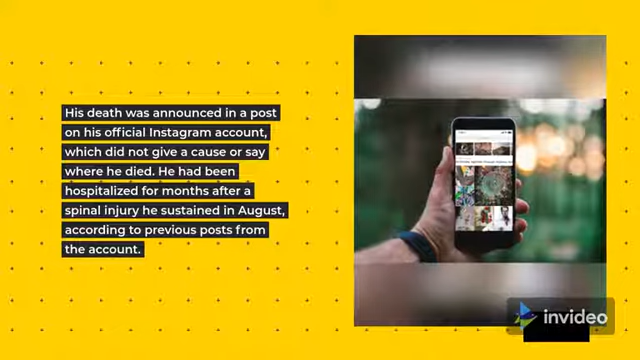 His death was announced in a post
on his official Instagram account,
which did not give a cause or say
where he died. He had been
hospitalized for months after a
spinal injury he sustained in August,
according to previous posts from
the account.
invideo